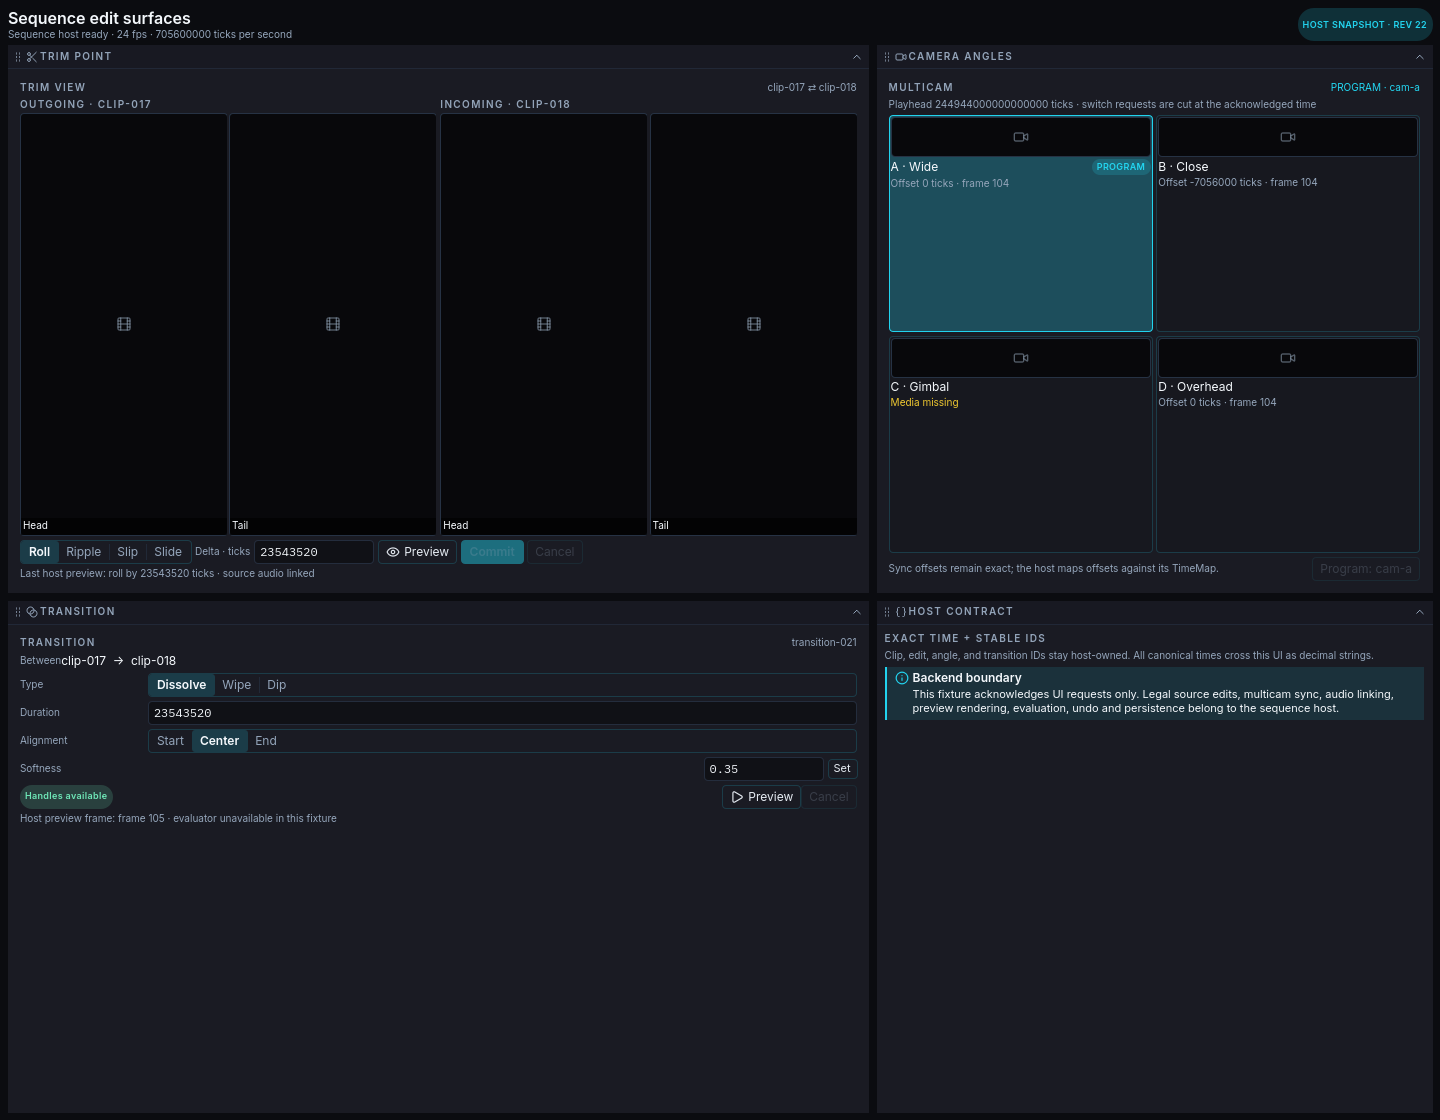 Sequence edit surfaces
Sequence host ready · 24 fps · 705600000 ticks per second
HOST SNAPSHOT · REV 22
TRIM POINT
TRIM VIEW
clip-017 ⇄ clip-018
OUTGOING · CLIP-017
INCOMING · CLIP-018
Head
Tail
Head
Tail
Roll Ripple Slip Slide Delta · ticks 23543520 Preview Commit Cancel
Last host preview: roll by 23543520 ticks · source audio linked
CAMERA ANGLES
MULTICAM
PROGRAM · cam-a
Playhead 244944000000000 ticks · switch requests are cut at the acknowledged time
A · Wide
PROGRAM
Offset 0 ticks · frame 104
B · Close
Offset -7056000 ticks · frame 104
C · Gimbal
Media missing
D · Overhead
Offset 0 ticks · frame 104
Sync offsets remain exact; the host maps offsets against its TimeMap.
Program: cam-a
TRANSITION
TRANSITION
transition-021
Between clip-017 → clip-018
Type Dissolve Wipe Dip
Duration 23543520
Alignment Start Center End
Softness 0.35 Set
Handles available
Preview Cancel
Host preview frame: frame 105 · evaluator unavailable in this fixture
{} HOST CONTRACT
EXACT TIME + STABLE IDS
Clip, edit, angle, and transition IDs stay host-owned. All canonical times cross this UI as decimal strings.
Backend boundary
This fixture acknowledges UI requests only. Legal source edits, multicam sync, audio linking,
preview rendering, evaluation, undo and persistence belong to the sequence host.